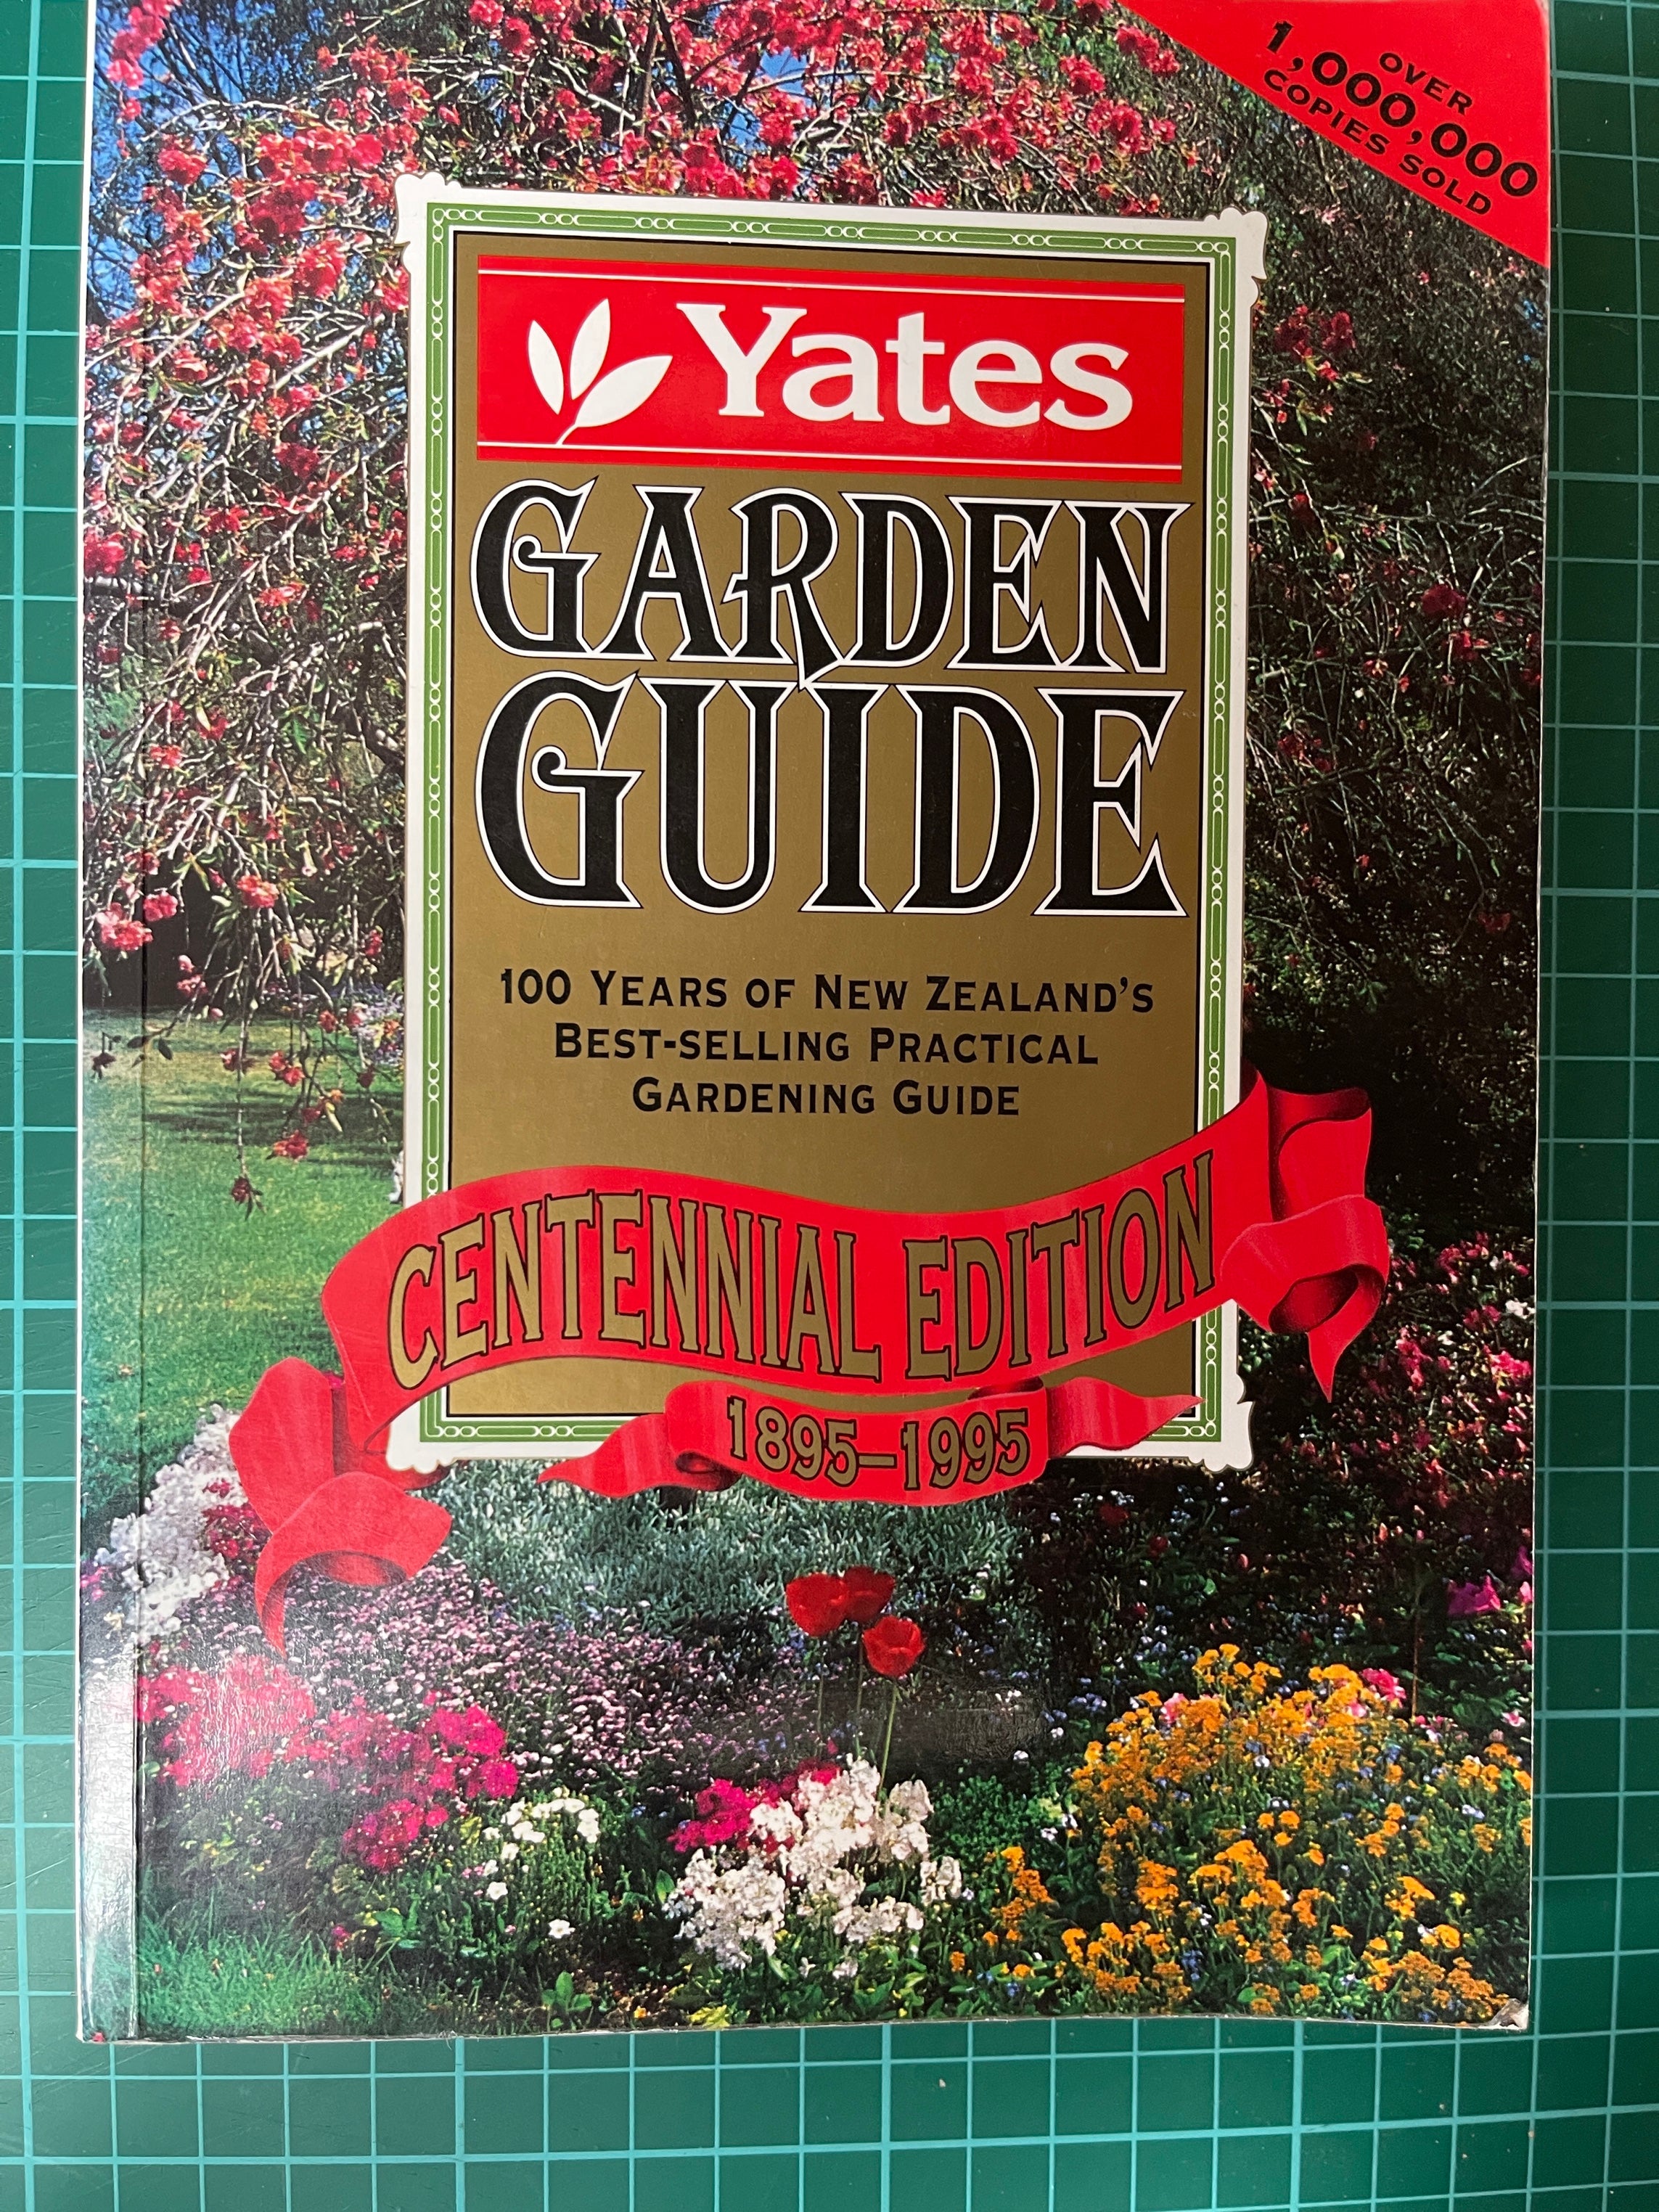 OVER
1,000,000
COPIES SOLD
Yates
GARDEN
GUIDE
100 YEARS OF NEW ZEALAND'S
BEST-SELLING PRACTICAL
GARDENING GUIDE
CENTENNIAL EDITION
1895–1995